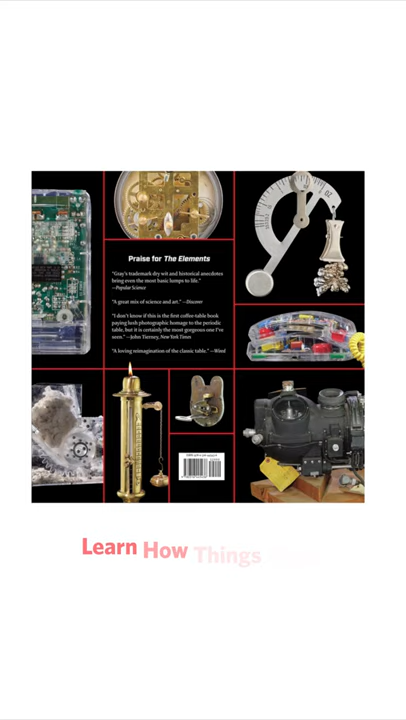 Praise for The Elements
"Gray's trademark dry wit and historical anecdotes
bring even the most basic lumps to life."
—Popular Science
"A great mix of science and art." —Discover
"I don't know if this is the first coffee-table book
paying lush photographic homage to the periodic
table, but it is certainly the most gorgeous one I've
seen." —John Tierney, New York Times
"A loving reimagination of the classic table." —Wired
Learn How Things